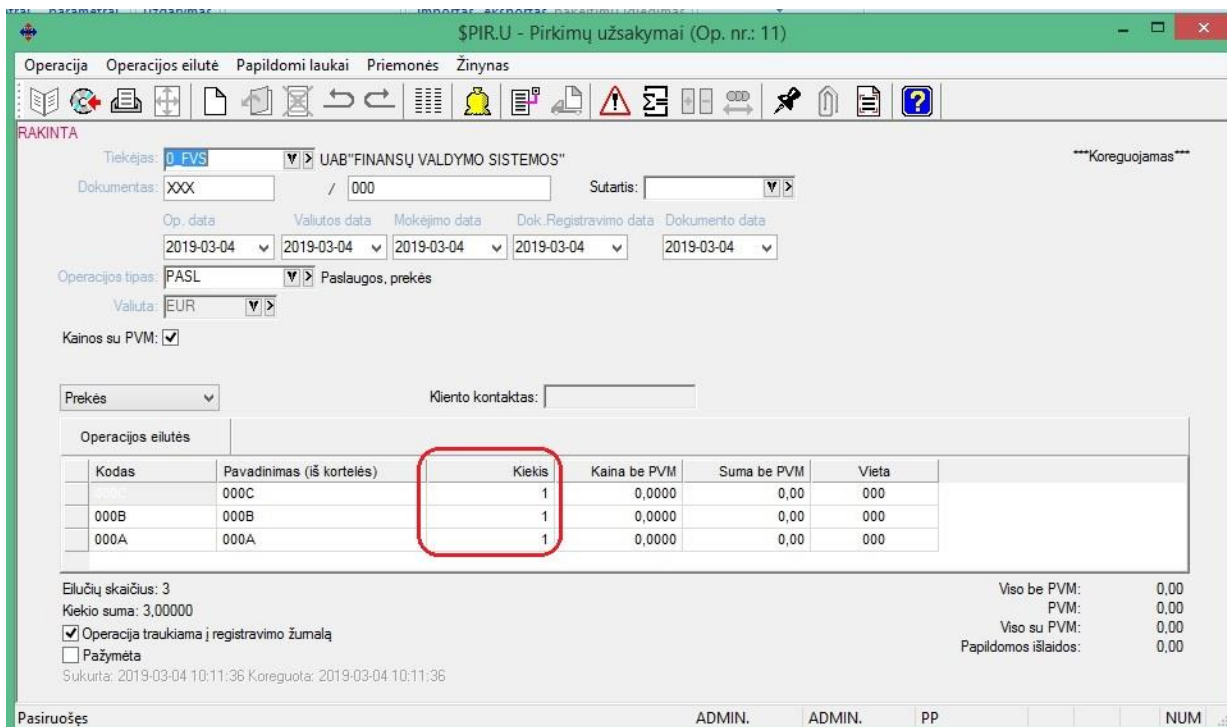 $PIR.U - Pirkimų užsakymai (Op. nr.: 11)
Operacija Operacijos eilutė Papildomi laukai Priemonės Žinynas
RAKINTA
Tiekėjas: 0_FVS UAB"FINANSŲ VALDYMO SISTEMOS" ***Koreguojamas***
Dokumentas: XXX / 000 Sutartis:
Op. data Valiutos data Mokėjimo data Dok.Registravimo data Dokumento data
2019-03-04 2019-03-04 2019-03-04 2019-03-04 2019-03-04
Operacijos tipas: PASL Paslaugos, prekės
Valiuta: EUR
Kainos su PVM:
Prekės Kliento kontaktas:
Operacijos eilutės
Kodas Pavadinimas (iš kortelės) Kiekis Kaina be PVM Suma be PVM Vieta
000C 000C 1 0,0000 0,00 000
000B 000B 1 0,0000 0,00 000
000A 000A 1 0,0000 0,00 000
Eilučių skaičius: 3 Viso be PVM: 0,00
Kiekio suma: 3,00000 PVM: 0,00
Operacija traukiama į registravimo žurnalą Viso su PVM: 0,00
Pažymėta Papildomos išlaidos: 0,00
Sukurta: 2019-03-04 10:11:36 Koreguota: 2019-03-04 10:11:36
Pasiruošęs ADMIN. ADMIN. PP NUM